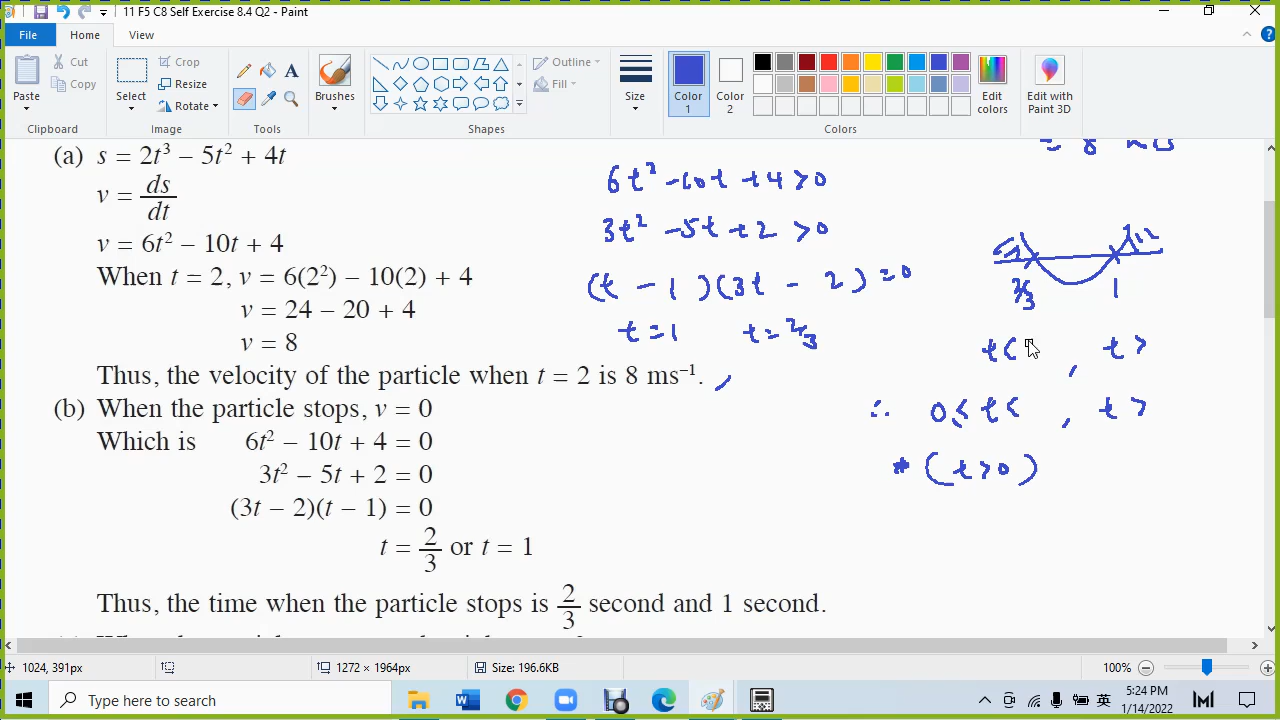 11 F5 C8 Self Exercise 8.4 Q2 - Paint
File Home View
Paste Cut Copy
Select Crop Resize Rotate
Brushes
Outline
Fill
Size
Color 1
Color 2
Edit colors
Edit with Paint 3D
Clipboard Image Tools Shapes Colors
(a) s = 2t³ – 5t² + 4t
v = ds/dt
v = 6t² – 10t + 4
When t = 2, v = 6(2²) – 10(2) + 4
v = 24 – 20 + 4
v = 8
Thus, the velocity of the particle when t = 2 is 8 ms⁻¹.
(b) When the particle stops, v = 0
Which is 6t² – 10t + 4 = 0
3t² – 5t + 2 = 0
(3t – 2)(t – 1) = 0
t = 2/3 or t = 1
Thus, the time when the particle stops is 2/3 second and 1 second.
6t² - 10t + 4 > 0
3t² - 5t + 2 > 0
(t - 1)(3t - 2) = 0
t = 1 t = 2/3
= 8
2/3 1
t < , t >
∴ 0 ≤ t < , t >
* (t > 0)
1024, 391px
1272 × 1964px
Size: 196.6KB
100%
Type here to search
英
5:24 PM
1/14/2022